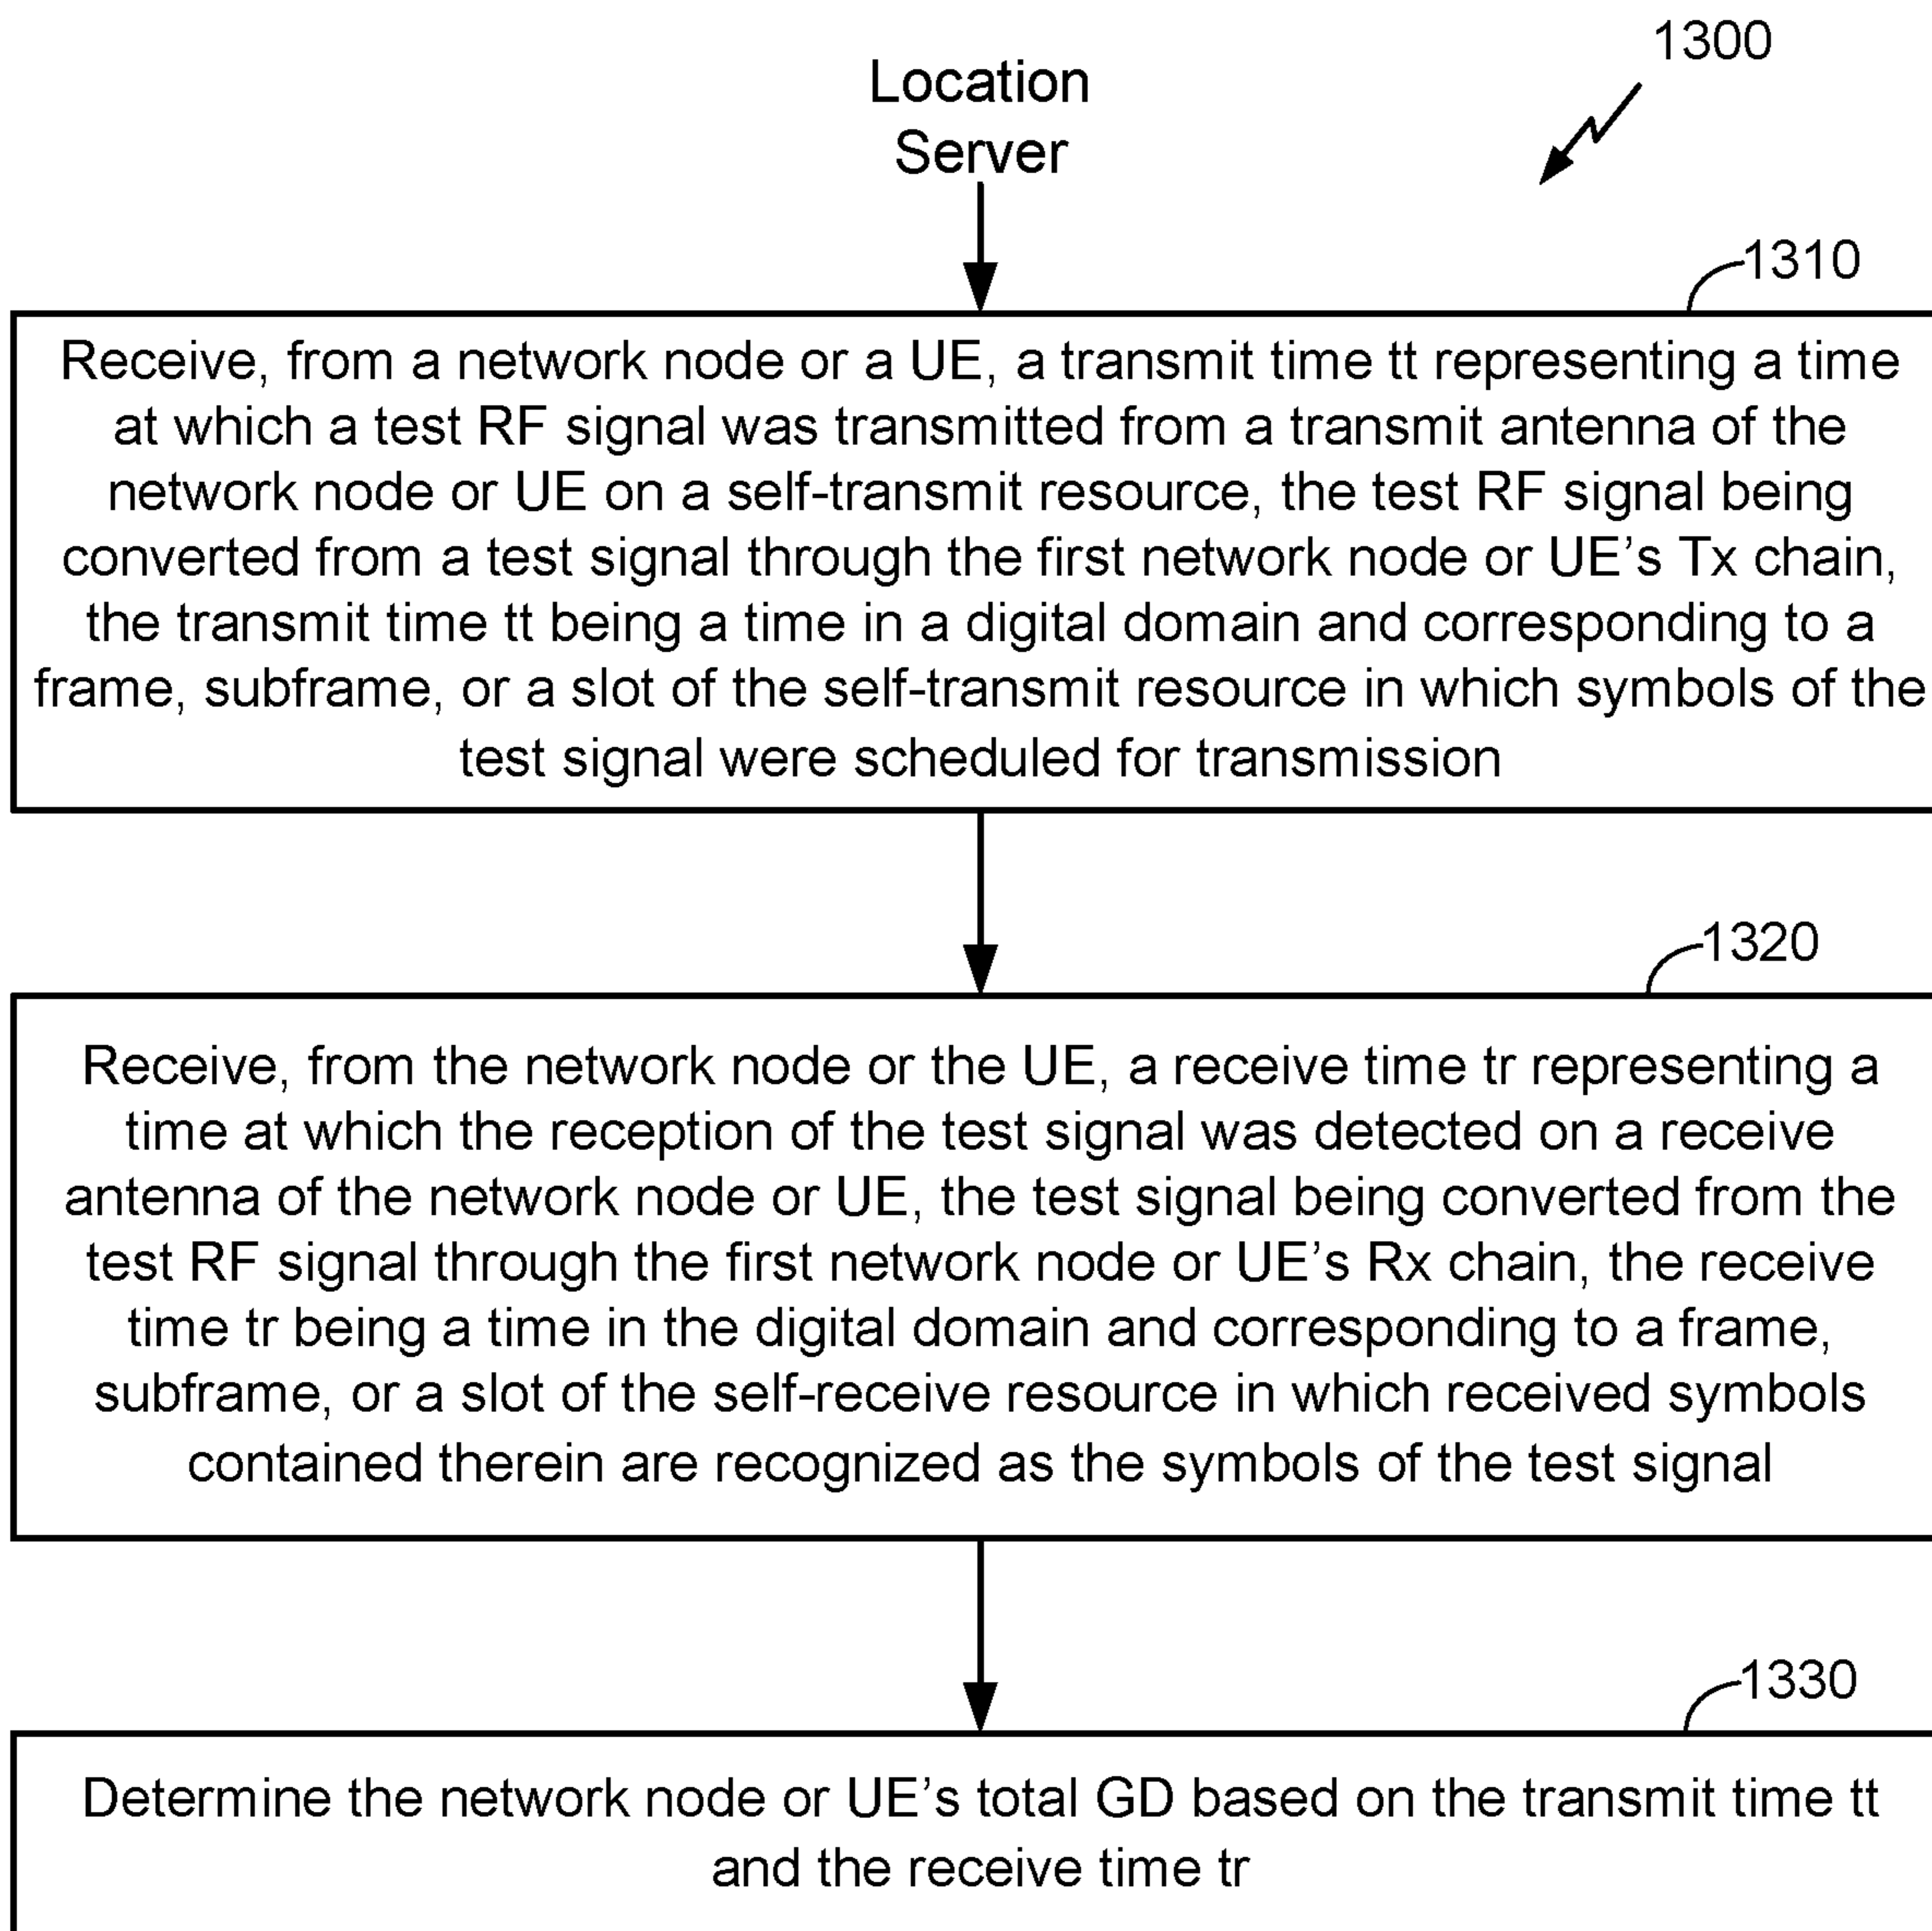 1300
Location
Server
1310
Receive, from a network node or a UE, a transmit time tt representing a time
at which a test RF signal was transmitted from a transmit antenna of the
network node or UE on a self-transmit resource, the test RF signal being
converted from a test signal through the first network node or UE’s Tx chain,
the transmit time tt being a time in a digital domain and corresponding to a
frame, subframe, or a slot of the self-transmit resource in which symbols of the
test signal were scheduled for transmission
1320
Receive, from the network node or the UE, a receive time tr representing a
time at which the reception of the test signal was detected on a receive
antenna of the network node or UE, the test signal being converted from the
test RF signal through the first network node or UE’s Rx chain, the receive
time tr being a time in the digital domain and corresponding to a frame,
subframe, or a slot of the self-receive resource in which received symbols
contained therein are recognized as the symbols of the test signal
1330
Determine the network node or UE’s total GD based on the transmit time tt
and the receive time tr